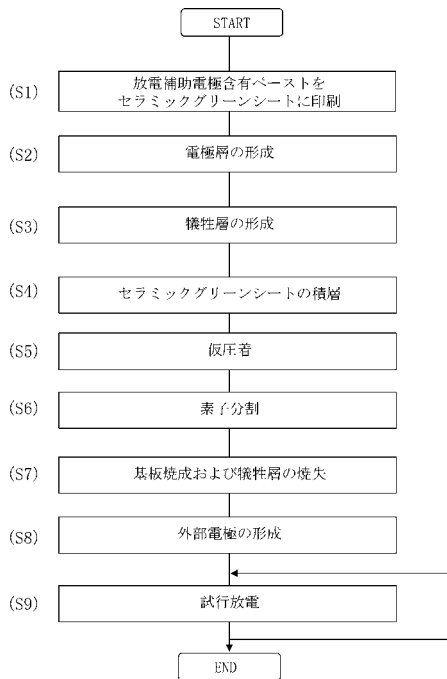 START
(S1)
放電補助電極含有ペーストを
セラミックグリーンシートに印刷
(S2)
電極層の形成
(S3)
犠牲層の形成
(S4)
セラミックグリーンシートの積層
(S5)
仮圧着
(S6)
素子分割
(S7)
基板焼成および犠牲層の焼失
(S8)
外部電極の形成
(S9)
試行放電
END